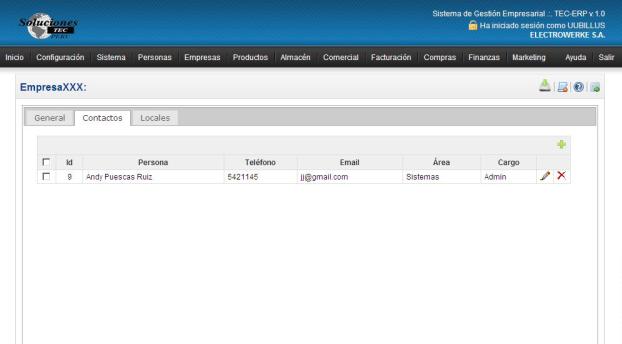 Soluciones
TEC
PERU
Sistema de Gestión Empresarial .:. TEC-ERP v.1.0
Ha iniciado sesión como UUBILLUS
ELECTROWERKE S.A.
Inicio Configuración Sistema Personas Empresas Productos Almacén Comercial Facturación Compras Finanzas Marketing Ayuda Salir
EmpresaXXX:
General Contactos Locales
Id Persona Teléfono Email Área Cargo
9 Andy Puescas Ruiz 5421145 jj@gmail.com Sistemas Admin